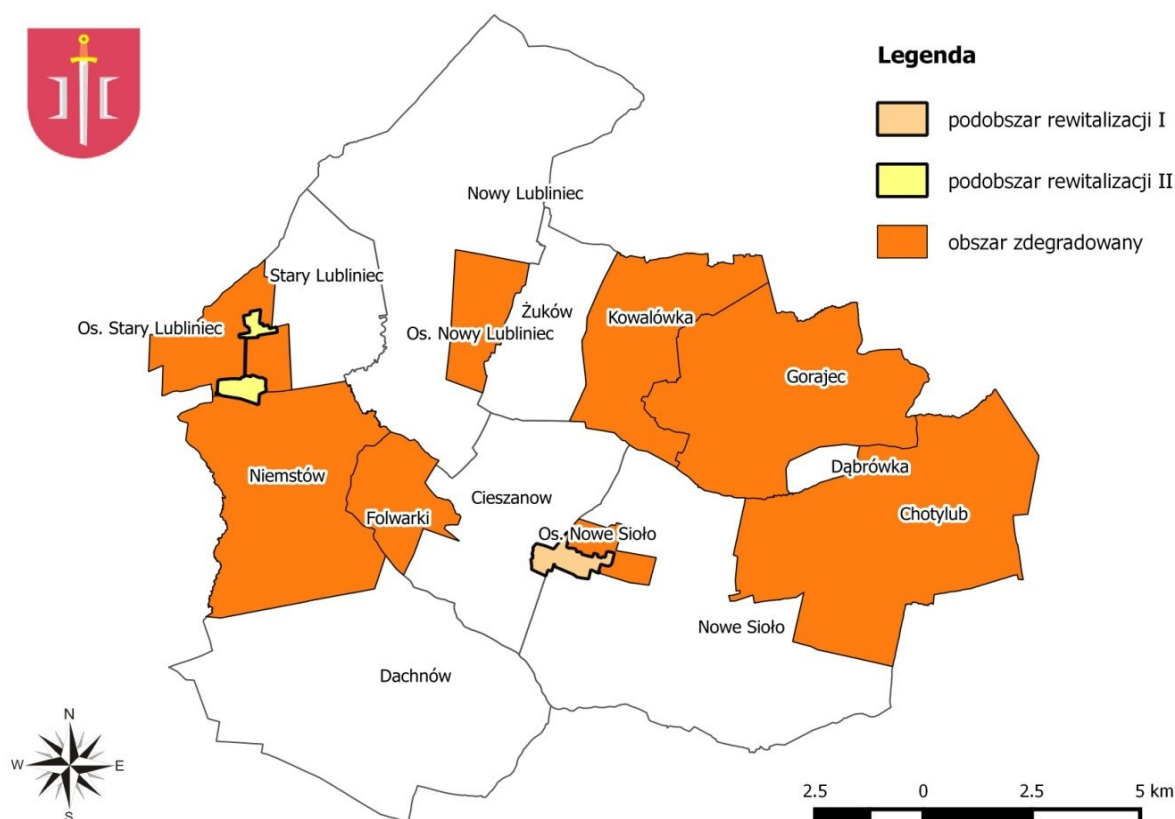 Legenda
podobszar rewitalizacji I
podobszar rewitalizacji II
obszar zdegradowany
Nowy Lubliniec
Stary Lubliniec
Os. Stary Lubliniec
Os. Nowy Lubliniec
Żuków
Kowalówka
Gorajec
Dąbrówka
Niemstów
Folwarki
Cieszanow
Chotylub
Os. Nowe Sioło
Nowe Sioło
Dachnów
N
W
E
S
2.5 0 2.5 5 km